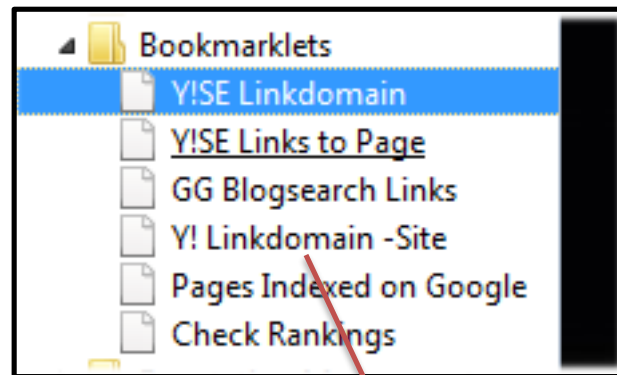 Bookmarklets
Y!SE Linkdomain
Y!SE Links to Page
GG Blogsearch Links
Y! Linkdomain -Site
Pages Indexed on Google
Check Rankings